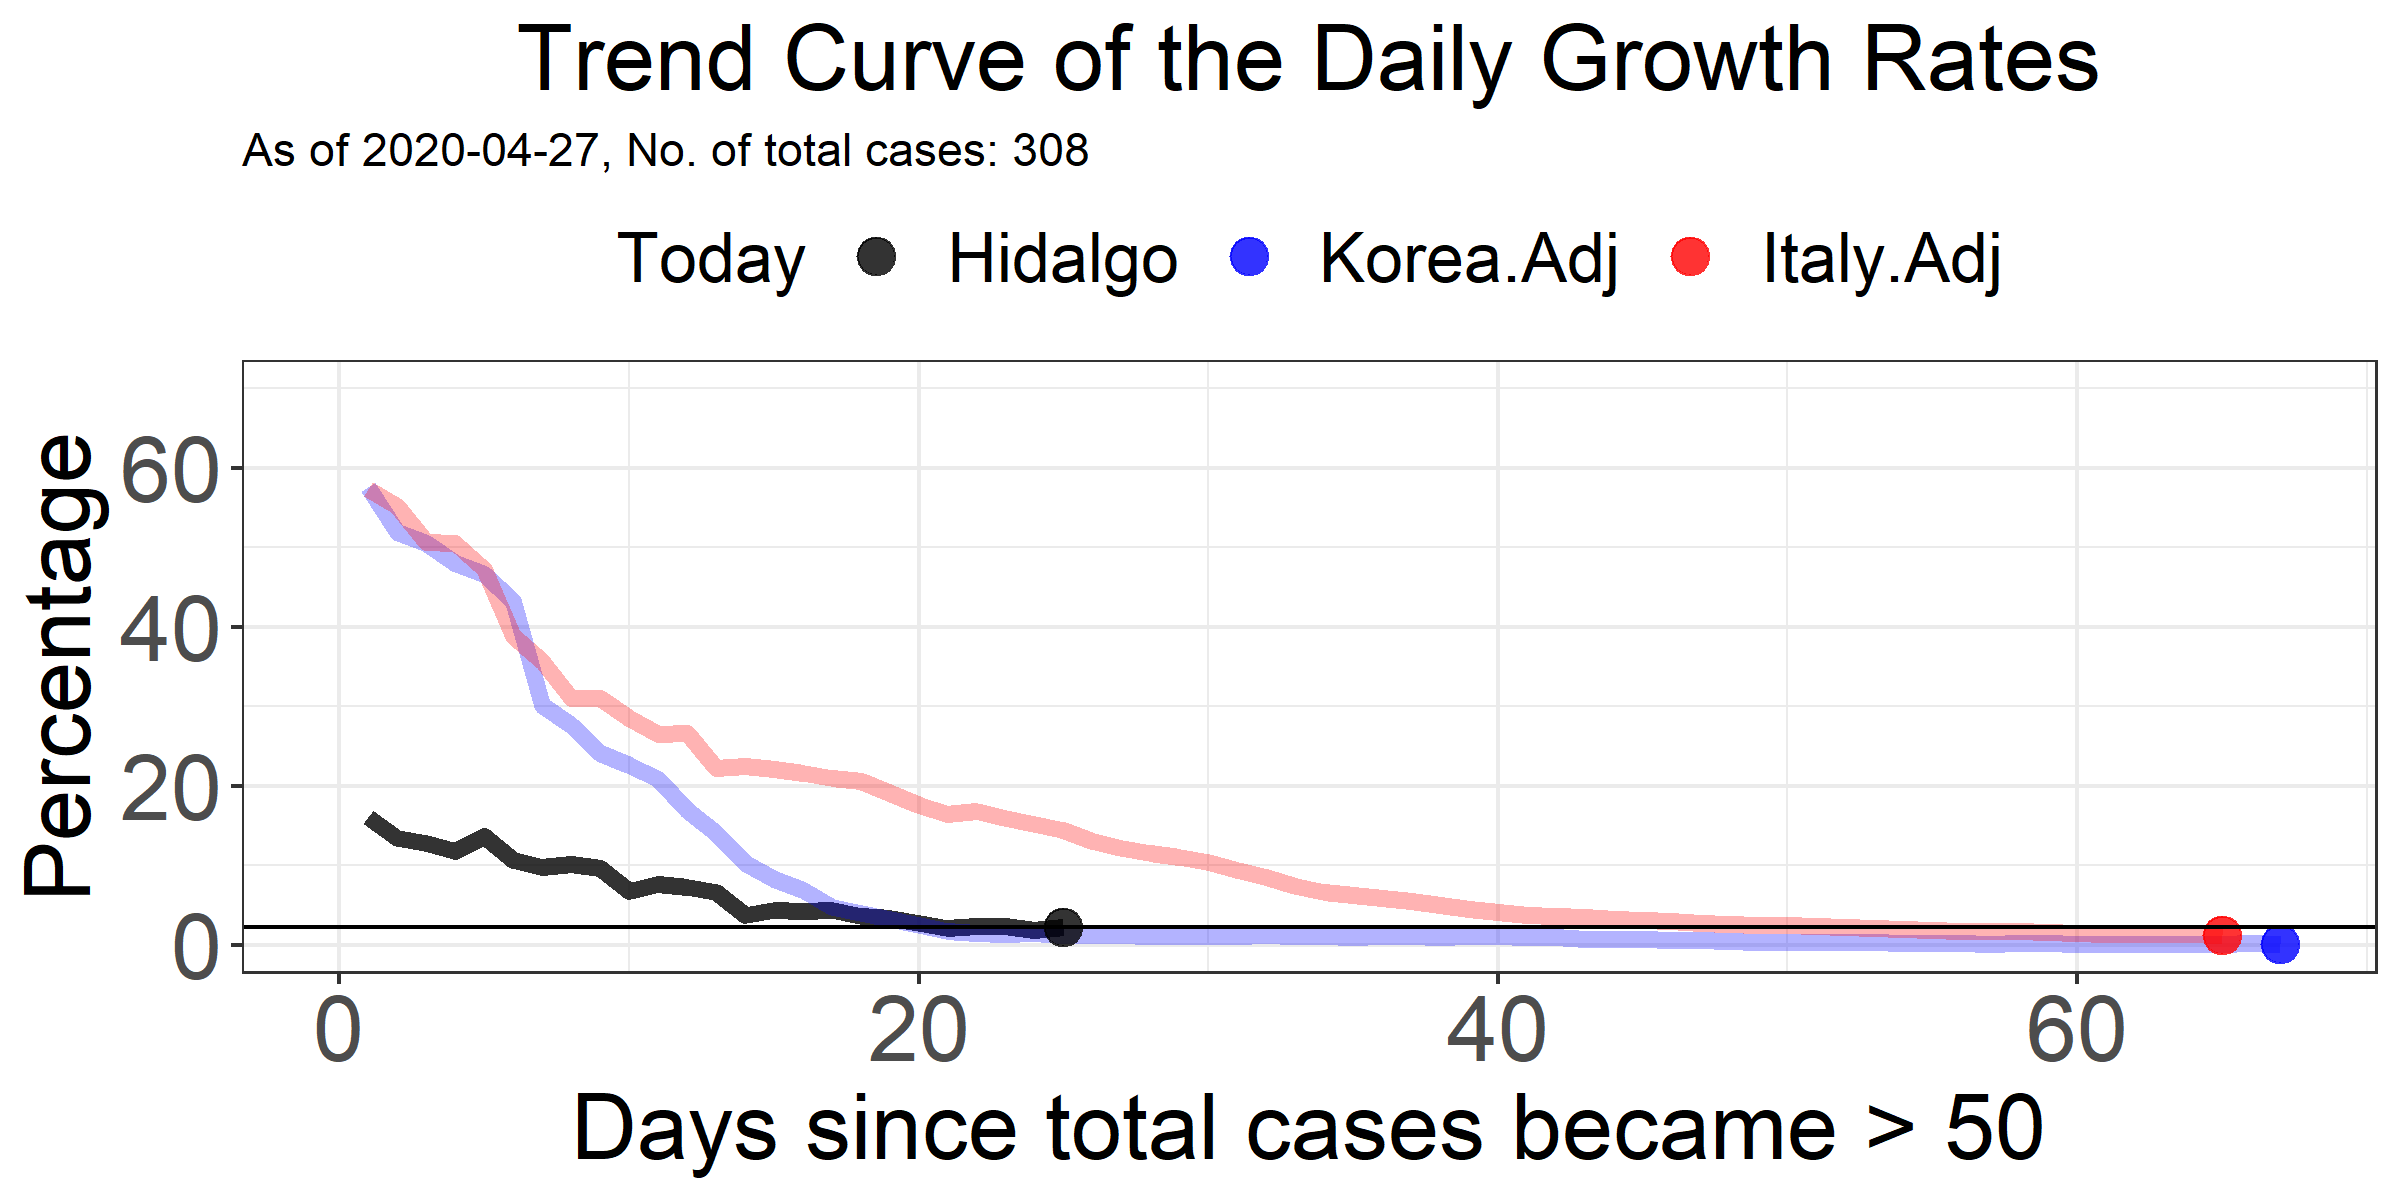 Trend Curve of the Daily Growth Rates
As of 2020-04-27, No. of total cases: 308
Today Hidalgo Korea.Adj Italy.Adj
Percentage
60
40
20
0
0 20 40 60
Days since total cases became > 50